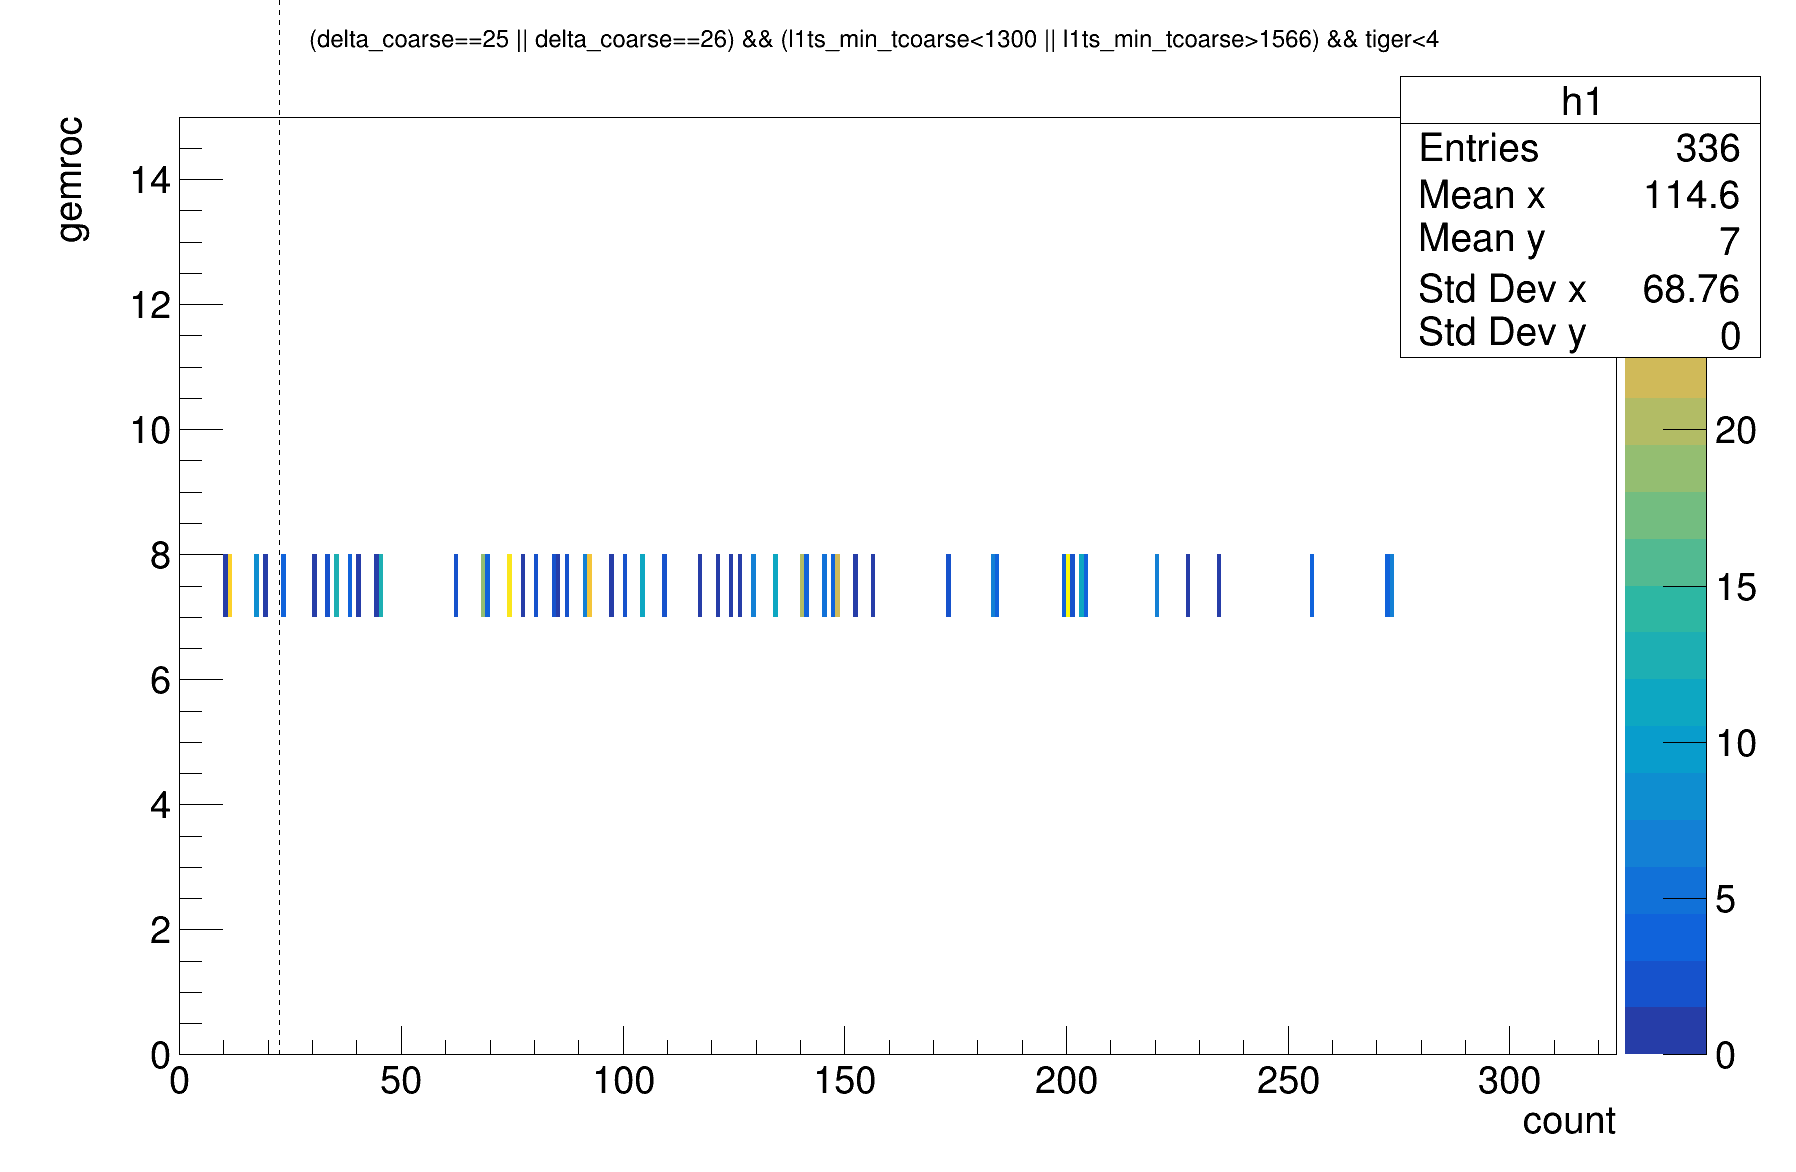 (delta_coarse==25 || delta_coarse==26) && (l1ts_min_tcoarse<1300 || l1ts_min_tcoarse>1566) && tiger<4
h1
Entries 336
Mean x 114.6
Mean y 7
Std Dev x 68.76
Std Dev y 0
gemroc
14
12
10
8
6
4
2
0
0 50 100 150 200 250 300
count
20
15
10
5
0